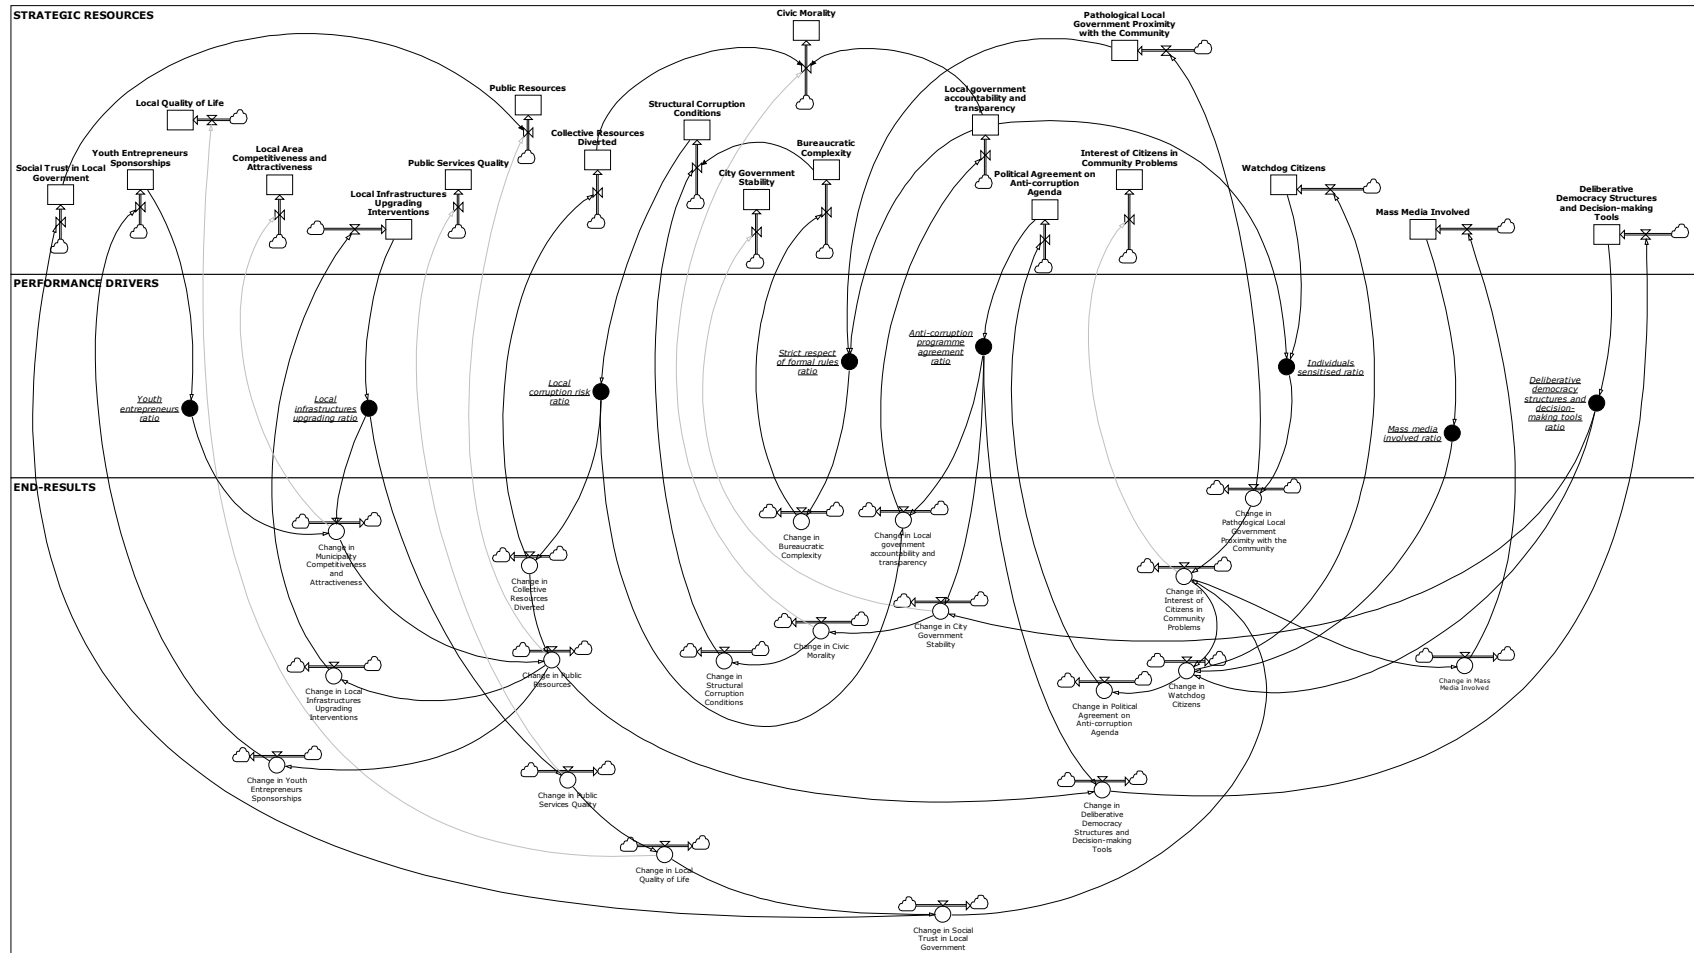 STRATEGIC RESOURCES
Civic Morality
Pathological Local
Government Proximity
with the Community
Public Resources
Local Quality of Life
Structural Corruption
Conditions
Local government
accountability and
transparency
Collective Resources
Diverted
Youth Entrepreneurs
Sponsorships
Local Area
Competitiveness and
Attractiveness
Public Services Quality
Bureaucratic
Complexity
Interest of Citizens in
Community Problems
Social Trust in Local
Government
City Government
Stability
Political Agreement on
Anti-corruption
Agenda
Watchdog Citizens
Local Infrastructures
Upgrading
Interventions
Mass Media Involved
Deliberative
Democracy Structures
and Decision-making
Tools
PERFORMANCE DRIVERS
Youth
entrepreneurs
ratio
Local
infrastructures
upgrading ratio
Local
corruption risk
ratio
Strict respect
of formal rules
ratio
Anti-corruption
programme
agreement
ratio
Individuals
sensitised ratio
Mass media
involved ratio
Deliberative
democracy
structures and
decision-
making tools
ratio
END-RESULTS
Change in
Municipality
Competitiveness
and
Attractiveness
Change in
Collective
Resources
Diverted
Change in
Bureaucratic
Complexity
Change in Local
government
accountability and
transparency
Change in
Pathological Local
Government
Proximity with the
Community
Change in
Interest of
Citizens in
Community
Problems
Change in City
Government
Stability
Change in Civic
Morality
Change in Public
Resources
Change in Local
Infrastructures
Upgrading
Interventions
Change in
Structural
Corruption
Conditions
Change in
Watchdog
Citizens
Change in Mass
Media Involved
Change in Political
Agreement on
Anti-corruption
Agenda
Change in Youth
Entrepreneurs
Sponsorships
Change in Public
Services Quality
Change in
Deliberative
Democracy
Structures and
Decision-making
Tools
Change in Local
Quality of Life
Change in Social
Trust in Local
Government